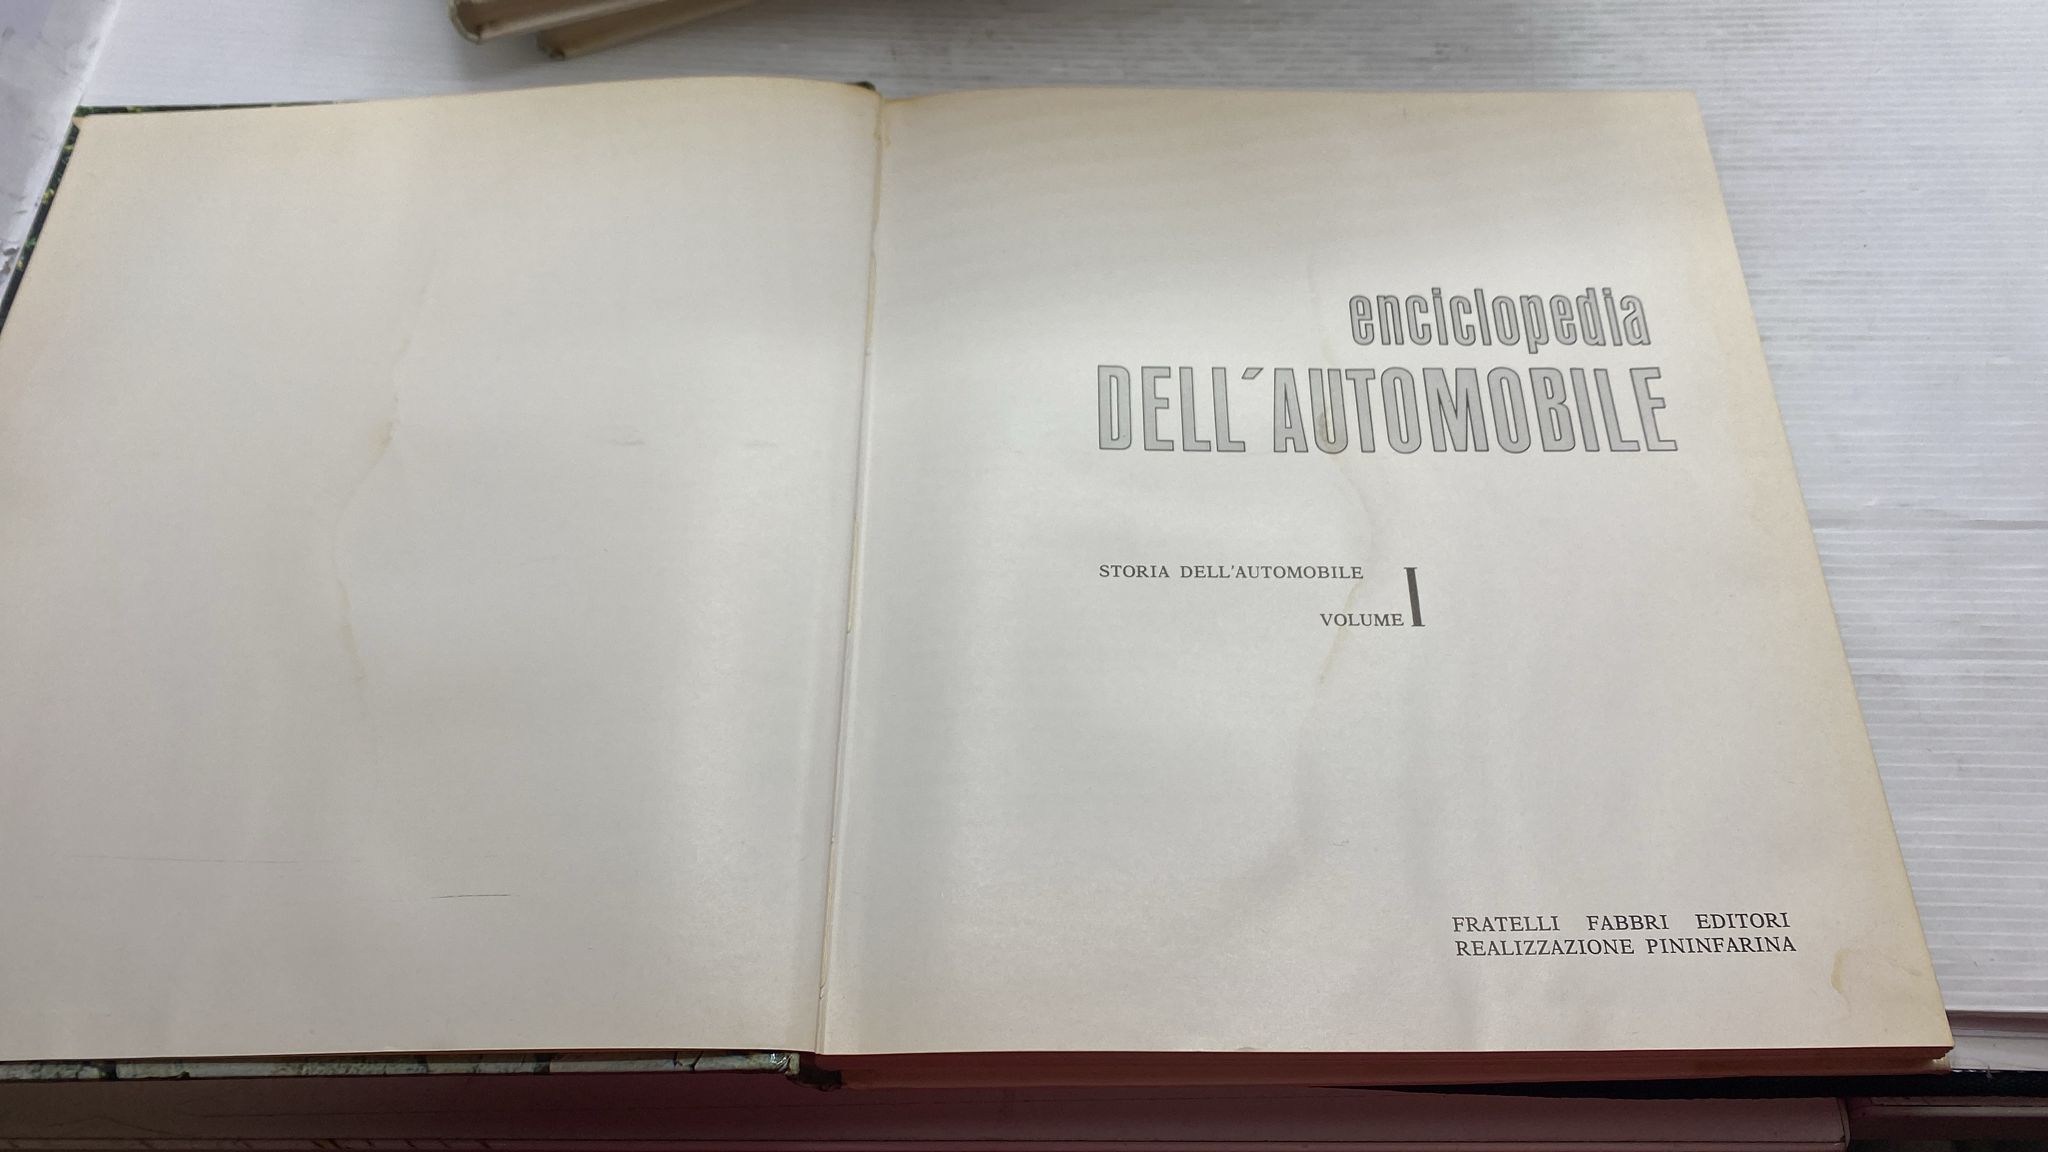 enciclopedia
DELL'AUTOMOBILE
STORIA DELL'AUTOMOBILE
VOLUME I
FRATELLI FABBRI EDITORI
REALIZZAZIONE PININFARINA